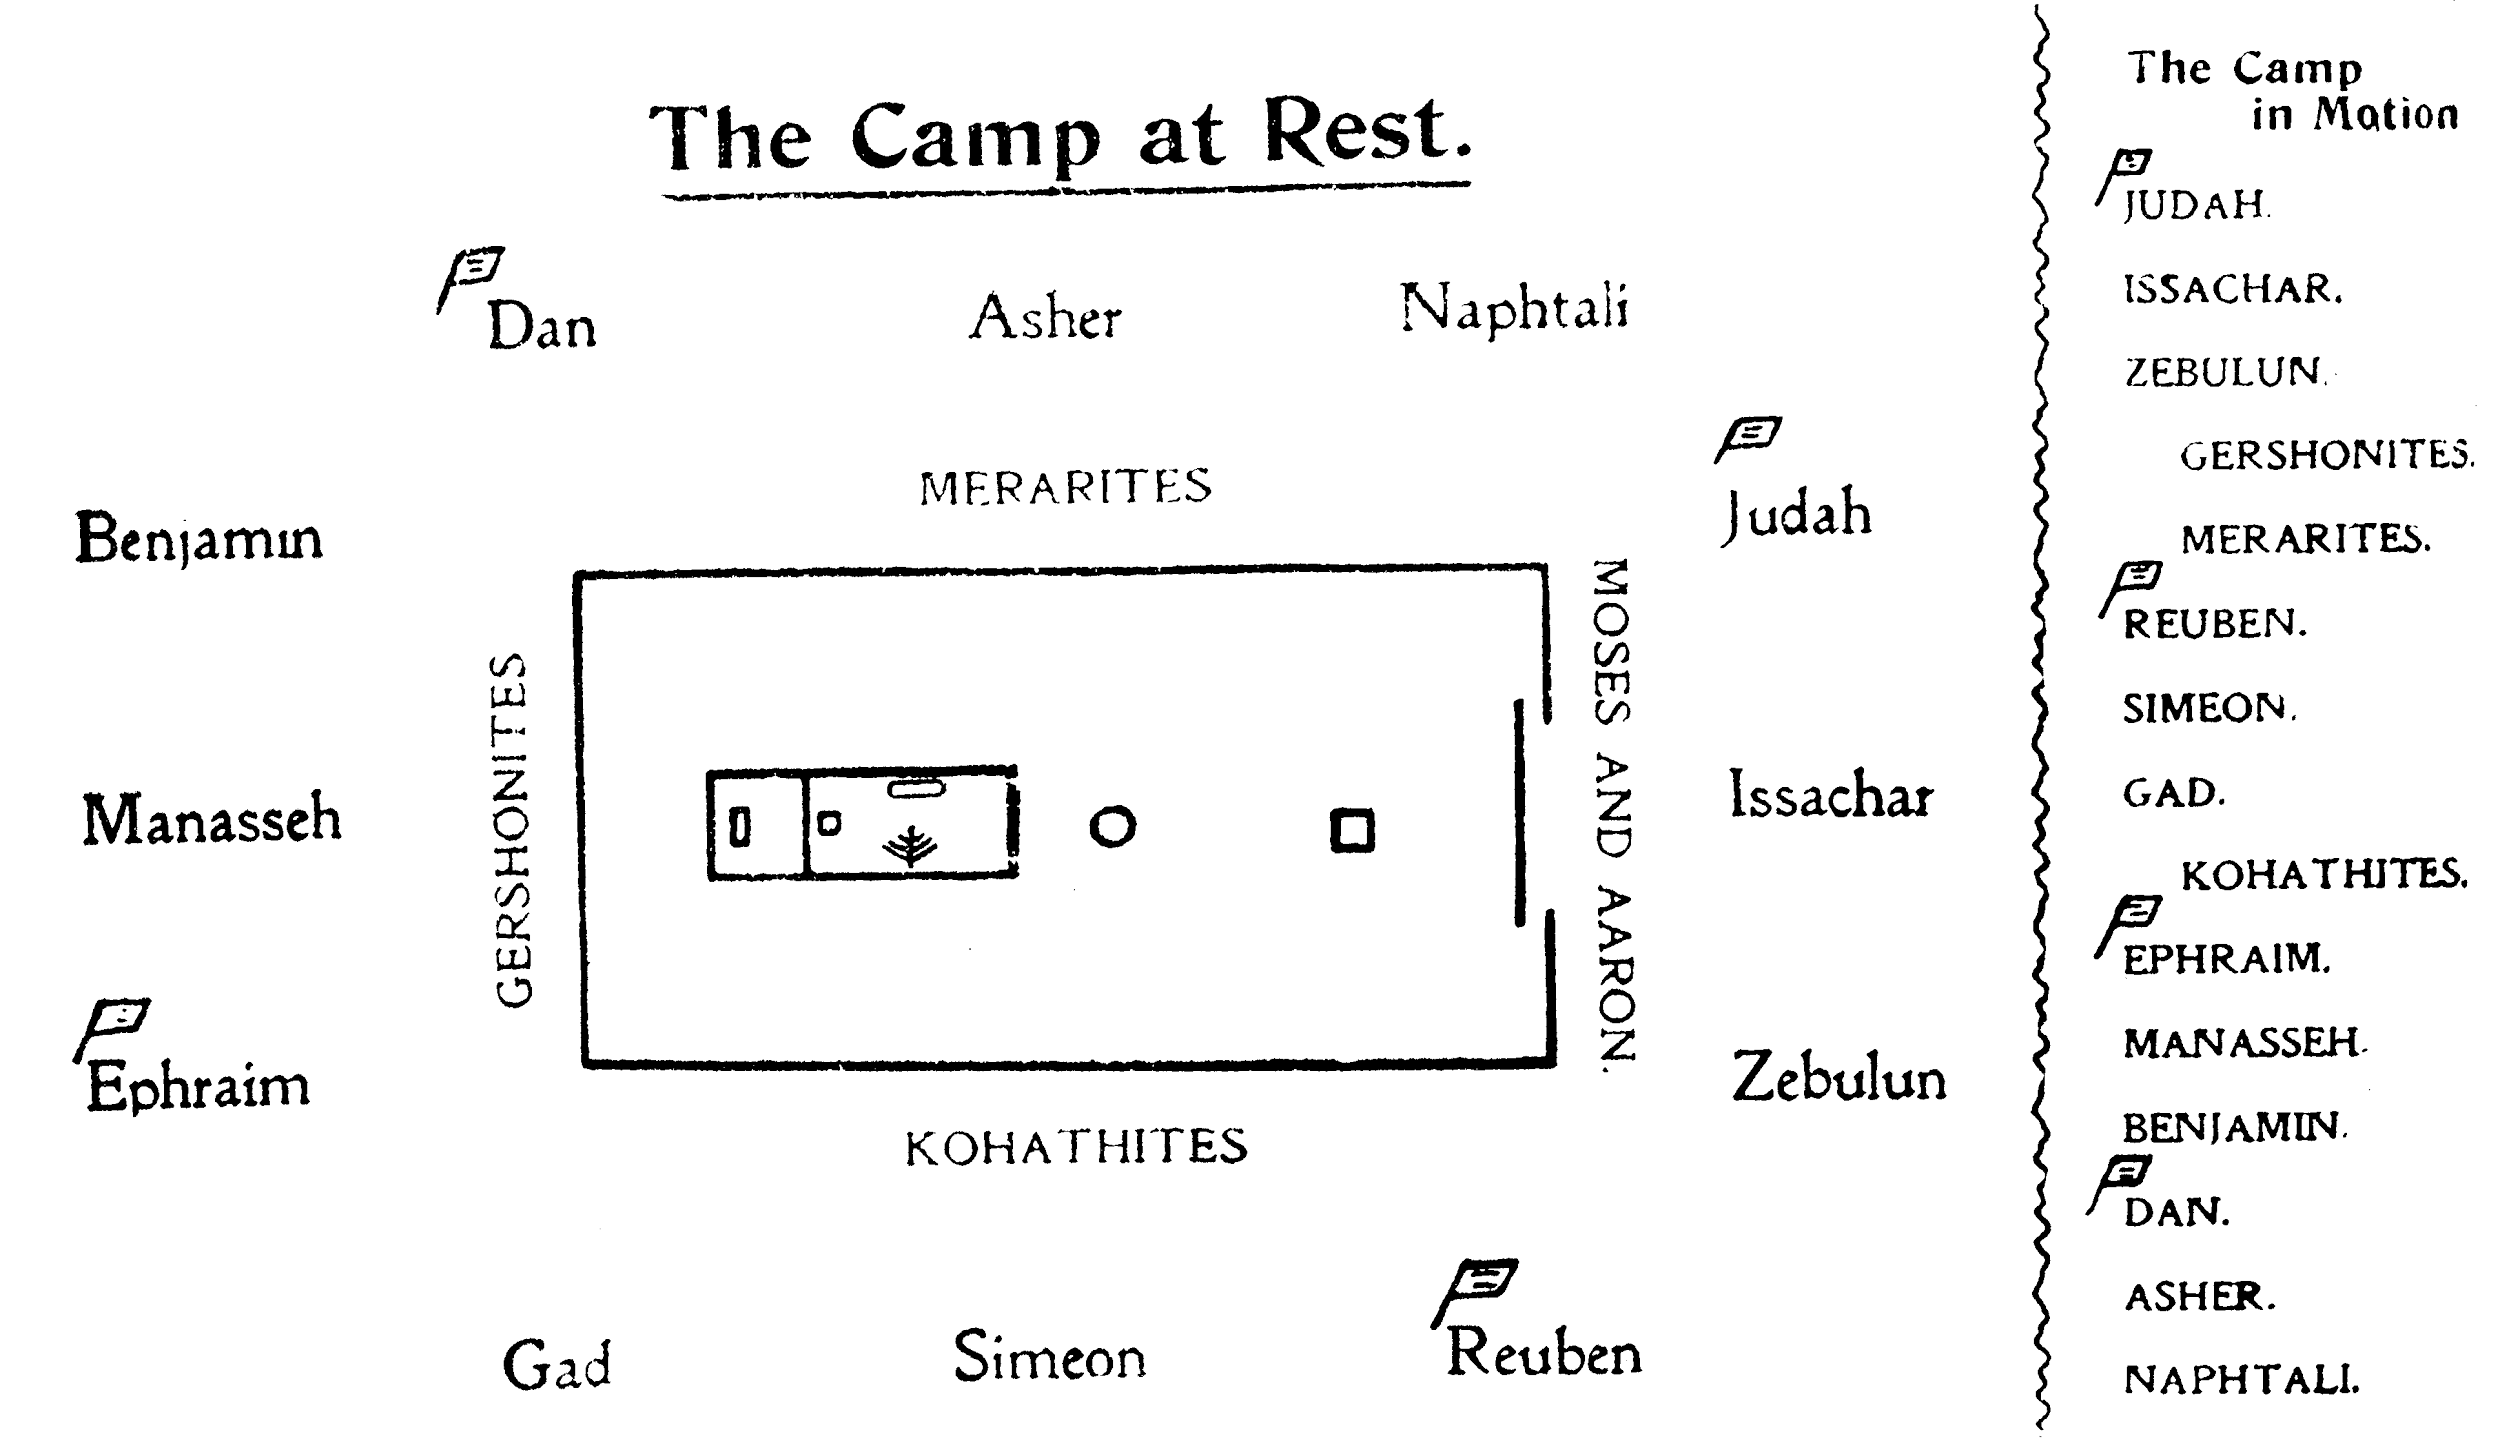 The Camp at Rest.
Dan
Asher
Naphtali
Benjamin
MERARITES
Judah
Manasseh
GERSHONITES
MOSES AND AARON.
Issachar
Ephraim
Zebulun
KOHATHITES
Gad
Simeon
Reuben
The Camp
in Motion
JUDAH.
ISSACHAR.
ZEBULUN.
GERSHONITES.
MERARITES.
REUBEN.
SIMEON.
GAD.
KOHATHITES.
EPHRAIM.
MANASSEH.
BENJAMIN.
DAN.
ASHER.
NAPHTALI.